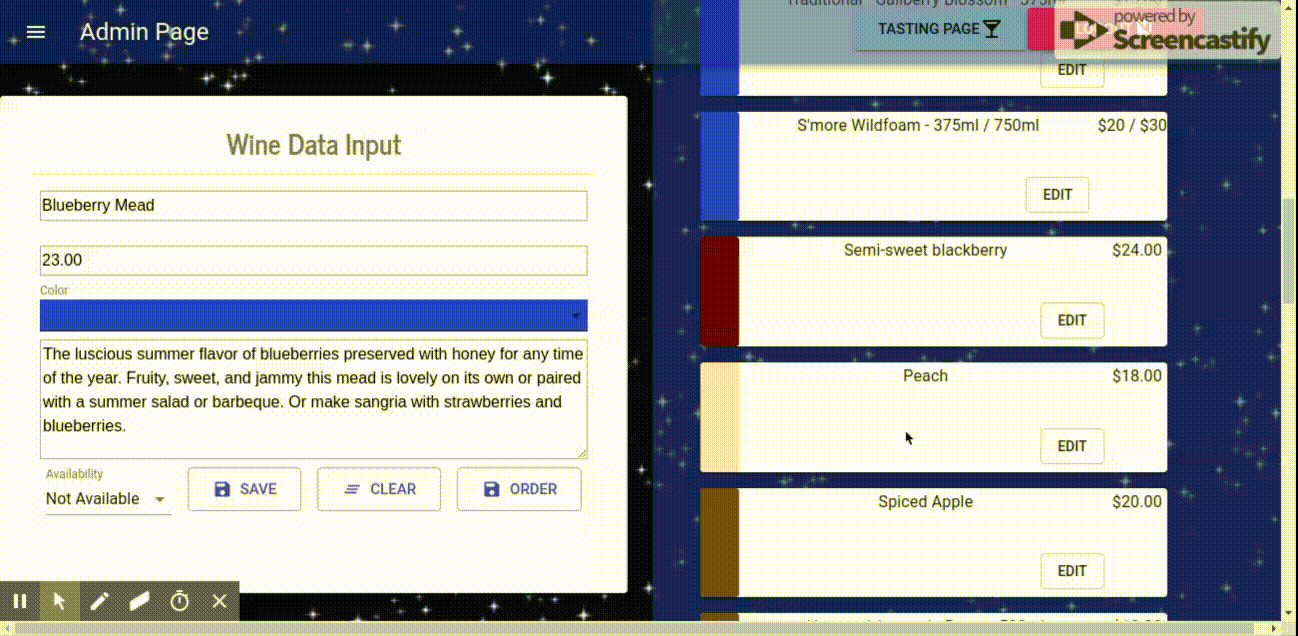 Admin Page
Traditional - Gallberry Blossom - 375ml
TASTING PAGE
powered by
Screencastify
EDIT
Wine Data Input
Blueberry Mead
23.00
Color
The luscious summer flavor of blueberries preserved with honey for any time
of the year. Fruity, sweet, and jammy this mead is lovely on its own or paired
with a summer salad or barbeque. Or make sangria with strawberries and
blueberries.
Availability
Not Available
SAVE
CLEAR
ORDER
S'more Wildfoam - 375ml / 750ml
$20 / $30
EDIT
Semi-sweet blackberry
$24.00
EDIT
Peach
$18.00
EDIT
Spiced Apple
$20.00
EDIT